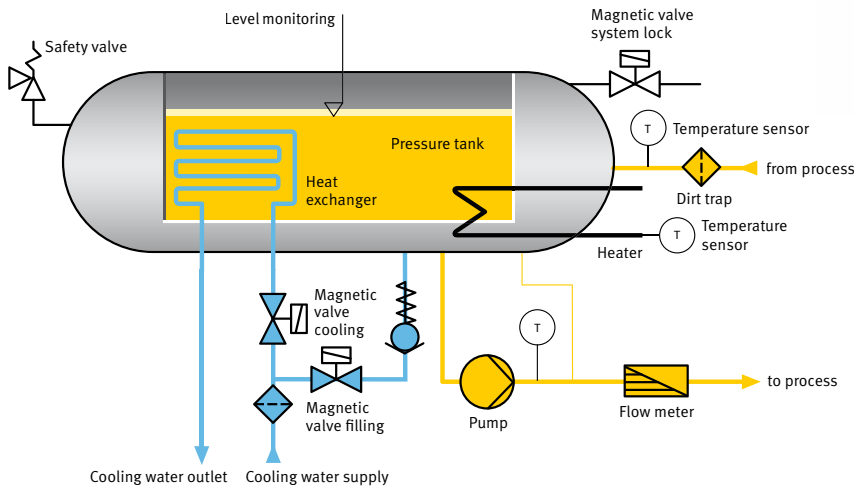 Level monitoring
Magnetic valve
system lock
Safety valve
T
Temperature sensor
Pressure tank
from process
Heat
exchanger
Dirt trap
T
Temperature
sensor
Heater
Magnetic
valve
cooling
T
to process
Magnetic
valve filling
Pump
Flow meter
Cooling water outlet
Cooling water supply